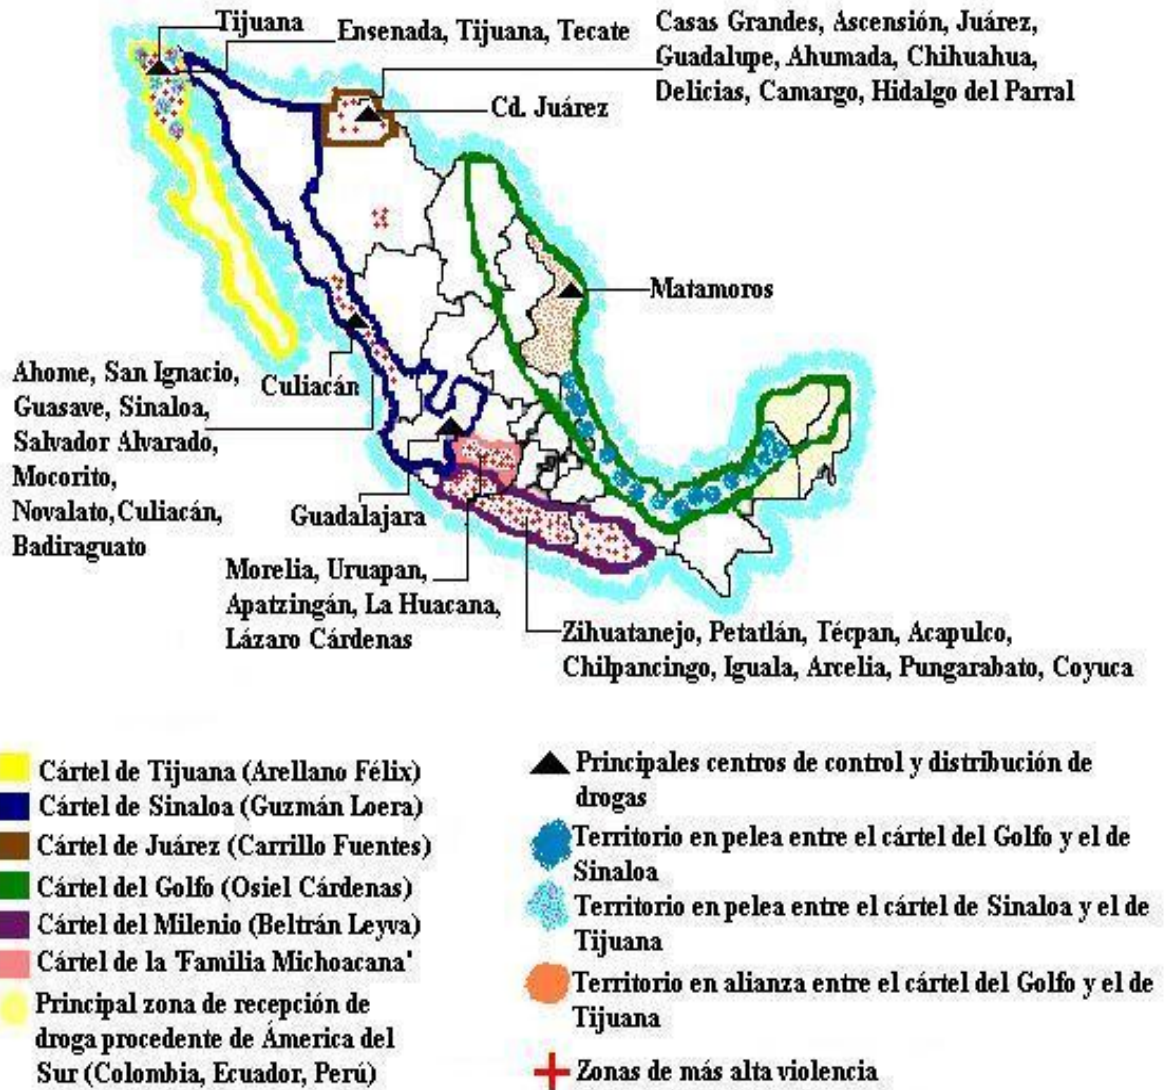 Tijuana
Ensenada, Tijuana, Tecate
Casas Grandes, Ascensión, Juárez,
Guadalupe, Ahumada, Chihuahua,
Delicias, Camargo, Hidalgo del Parral
Cd. Juárez
Matamoros
Ahome, San Ignacio,
Guasave, Sinaloa,
Salvador Alvarado,
Mocorito,
Novalato, Culiacán,
Badiraguato
Culiacán
Guadalajara
Morelia, Uruapan,
Apatzingán, La Huacana,
Lázaro Cárdenas
Zihuatanejo, Petatlán, Técpan, Acapulco,
Chilpancingo, Iguala, Arcelia, Pungarabato, Coyuca
Cártel de Tijuana (Arellano Félix)
Cártel de Sinaloa (Guzmán Loera)
Cártel de Juárez (Carrillo Fuentes)
Cártel del Golfo (Osiel Cárdenas)
Cártel del Milenio (Beltrán Leyva)
Cártel de la 'Familia Michoacana'
Principal zona de recepción de
droga procedente de Ámerica del
Sur (Colombia, Ecuador, Perú)
Principales centros de control y distribución de
drogas
Territorio en pelea entre el cártel del Golfo y el de
Sinaloa
Territorio en pelea entre el cártel de Sinaloa y el de
Tijuana
Territorio en alianza entre el cártel del Golfo y el de
Tijuana
Zonas de más alta violencia